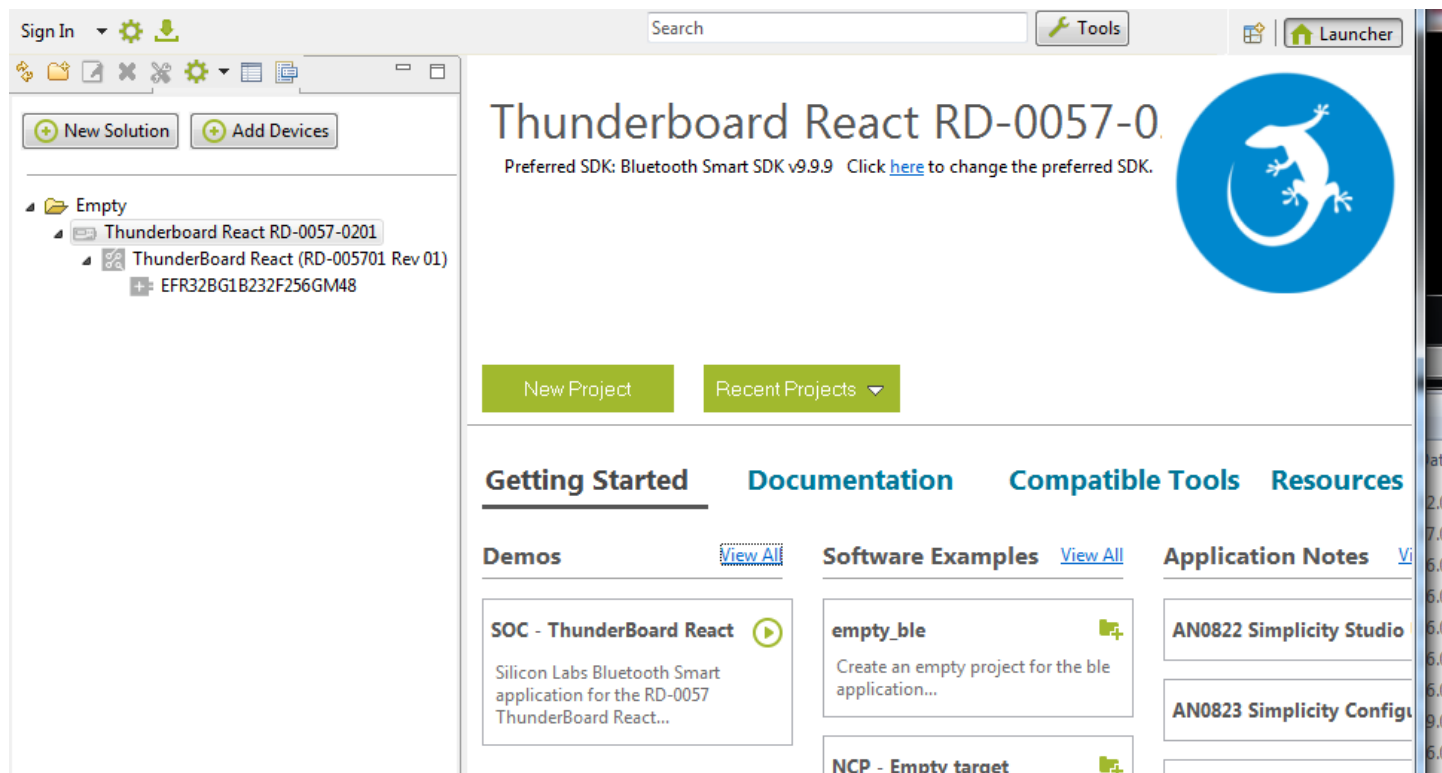 Sign In
Search
Tools
Launcher
New Solution
Add Devices
Empty
Thunderboard React RD-0057-0201
ThunderBoard React (RD-005701 Rev 01)
EFR32BG1B232F256GM48
Thunderboard React RD-0057-0
Preferred SDK: Bluetooth Smart SDK v9.9.9 Click here to change the preferred SDK.
New Project
Recent Projects
Getting Started
Documentation
Compatible Tools
Resources
Demos
View All
SOC - ThunderBoard React
Silicon Labs Bluetooth Smart
application for the RD-0057
ThunderBoard React...
Software Examples
View All
empty_ble
Create an empty project for the ble
application...
NCP - Empty target
Application Notes
AN0822 Simplicity Studio
AN0823 Simplicity Configu